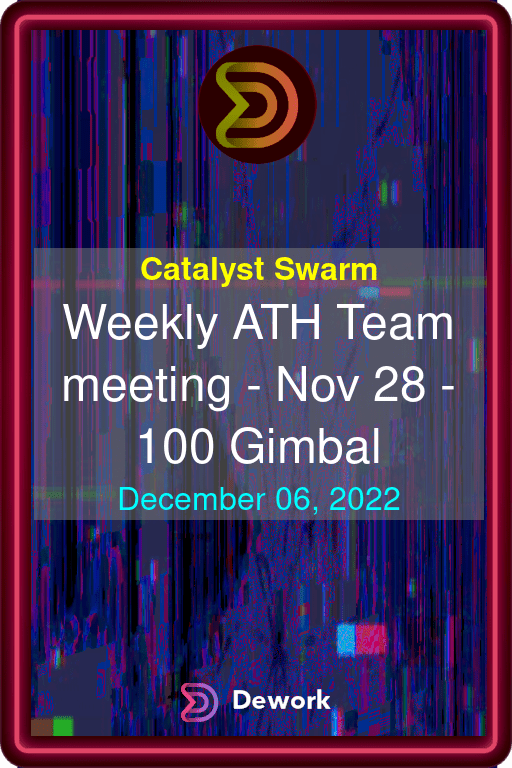 Catalyst Swarm
Weekly ATH Team
meeting - Nov 28 -
100 Gimbal
December 06, 2022
Dework